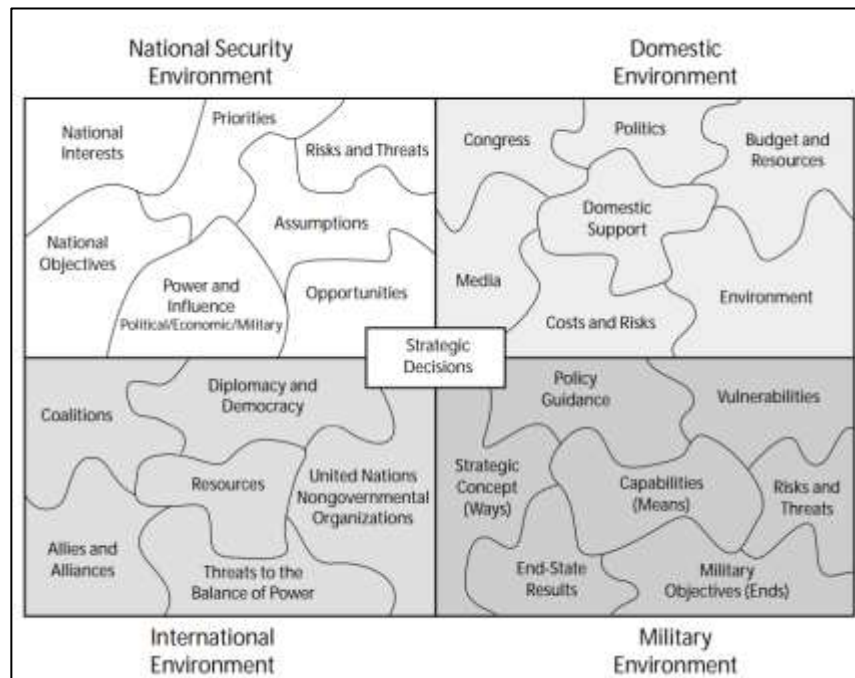 National Security
Environment
Domestic
Environment
National
Interests
Priorities
Risks and Threats
Assumptions
National
Objectives
Power and
Influence
Political/Economic/Military
Opportunities
Congress
Politics
Budget and
Resources
Domestic
Support
Media
Costs and Risks
Environment
Strategic
Decisions
Coalitions
Diplomacy and
Democracy
Resources
United Nations
Nongovernmental
Organizations
Allies and
Alliances
Threats to the
Balance of Power
Policy
Guidance
Vulnerabilities
Strategic
Concept
(Ways)
Capabilities
(Means)
Risks and
Threats
End-State
Results
Military
Objectives (Ends)
International
Environment
Military
Environment